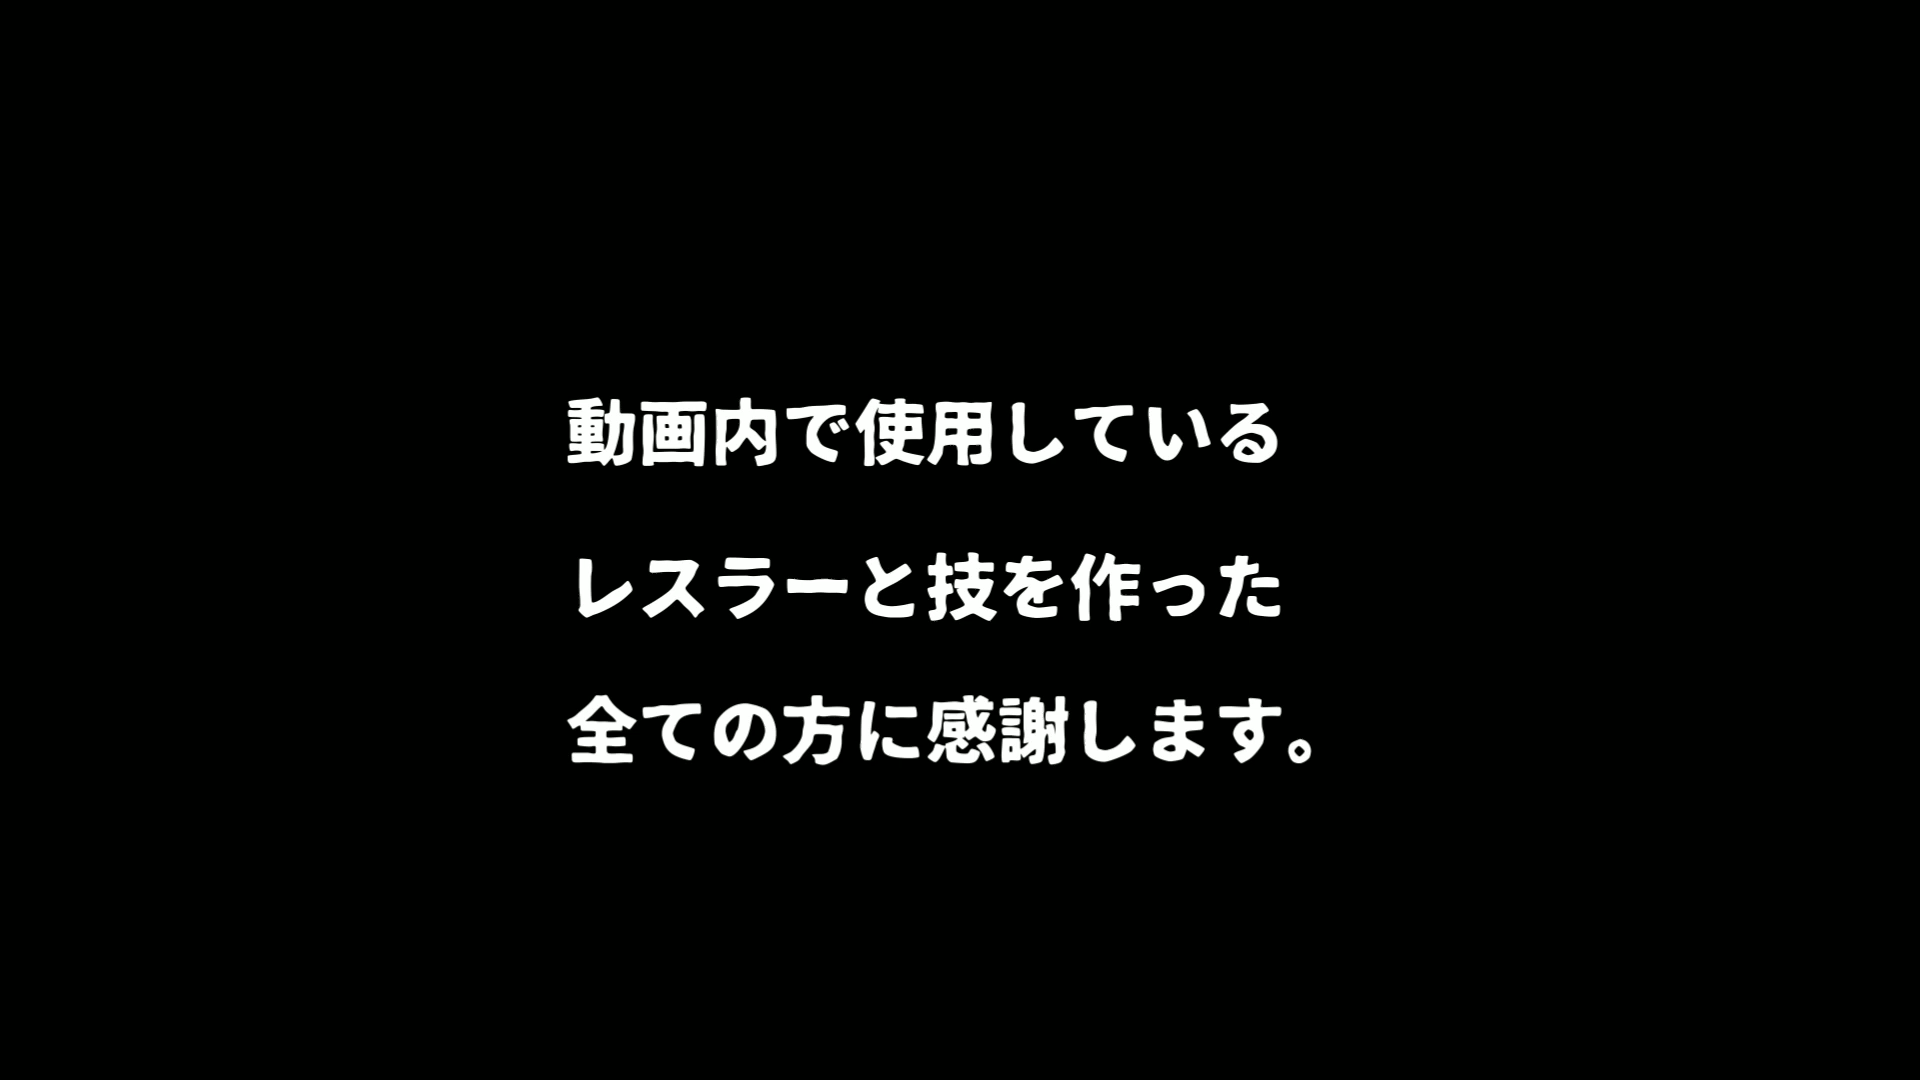 動画内で使用している
レスラーと技を作った
全ての方に感謝します。